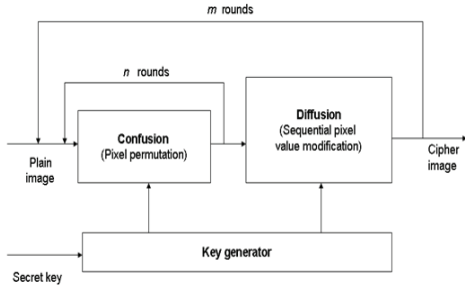 m rounds
n rounds
Confusion
(Pixel permutation)
Diffusion
(Sequential pixel
value modification)
Plain
image
Cipher
image
Key generator
Secret key